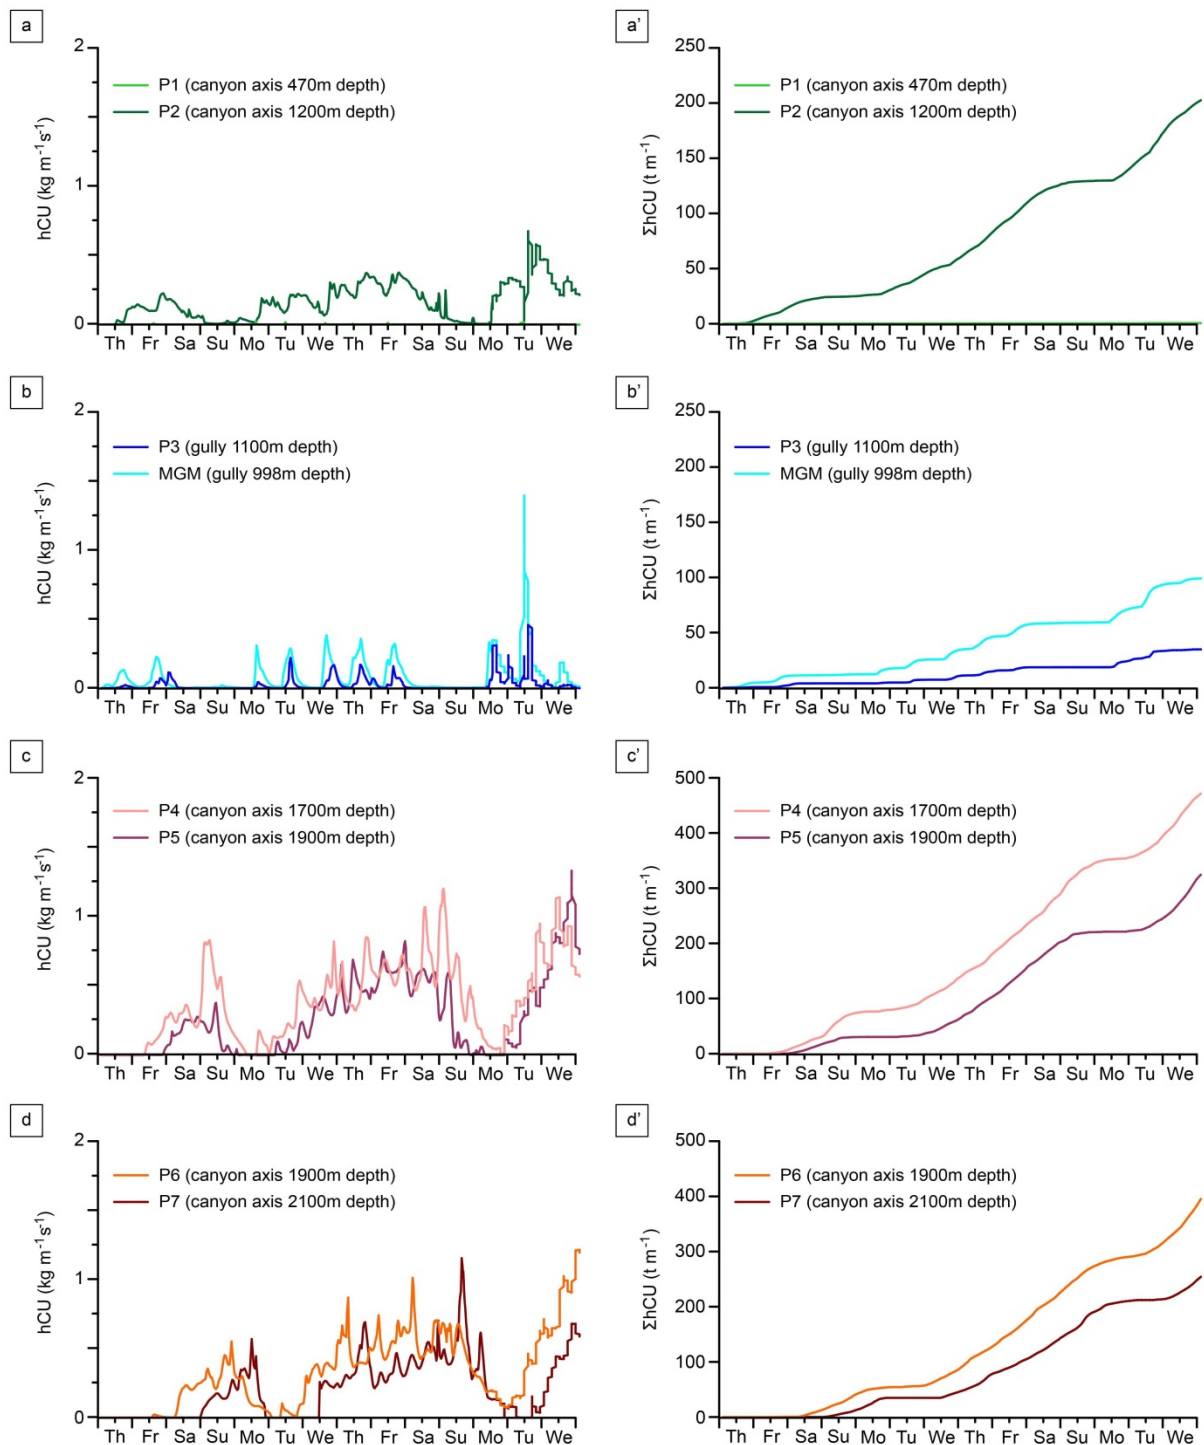 a
2
P1 (canyon axis 470m depth)
P2 (canyon axis 1200m depth)
hCU (kg m⁻¹s⁻¹)
1
0
Th Fr Sa Su Mo Tu We Th Fr Sa Su Mo Tu We
a’
250
P1 (canyon axis 470m depth)
P2 (canyon axis 1200m depth)
200
ΣhCU (t m⁻¹)
150
100
50
0
Th Fr Sa Su Mo Tu We Th Fr Sa Su Mo Tu We
b
2
P3 (gully 1100m depth)
MGM (gully 998m depth)
hCU (kg m⁻¹s⁻¹)
1
0
Th Fr Sa Su Mo Tu We Th Fr Sa Su Mo Tu We
b’
250
P3 (gully 1100m depth)
MGM (gully 998m depth)
200
ΣhCU (t m⁻¹)
150
100
50
0
Th Fr Sa Su Mo Tu We Th Fr Sa Su Mo Tu We
c
2
P4 (canyon axis 1700m depth)
P5 (canyon axis 1900m depth)
hCU (kg m⁻¹s⁻¹)
1
0
Th Fr Sa Su Mo Tu We Th Fr Sa Su Mo Tu We
c’
500
P4 (canyon axis 1700m depth)
P5 (canyon axis 1900m depth)
400
ΣhCU (t m⁻¹)
300
200
100
0
Th Fr Sa Su Mo Tu We Th Fr Sa Su Mo Tu We
d
2
P6 (canyon axis 1900m depth)
P7 (canyon axis 2100m depth)
hCU (kg m⁻¹s⁻¹)
1
0
Th Fr Sa Su Mo Tu We Th Fr Sa Su Mo Tu We
d’
500
P6 (canyon axis 1900m depth)
P7 (canyon axis 2100m depth)
400
ΣhCU (t m⁻¹)
300
200
100
0
Th Fr Sa Su Mo Tu We Th Fr Sa Su Mo Tu We